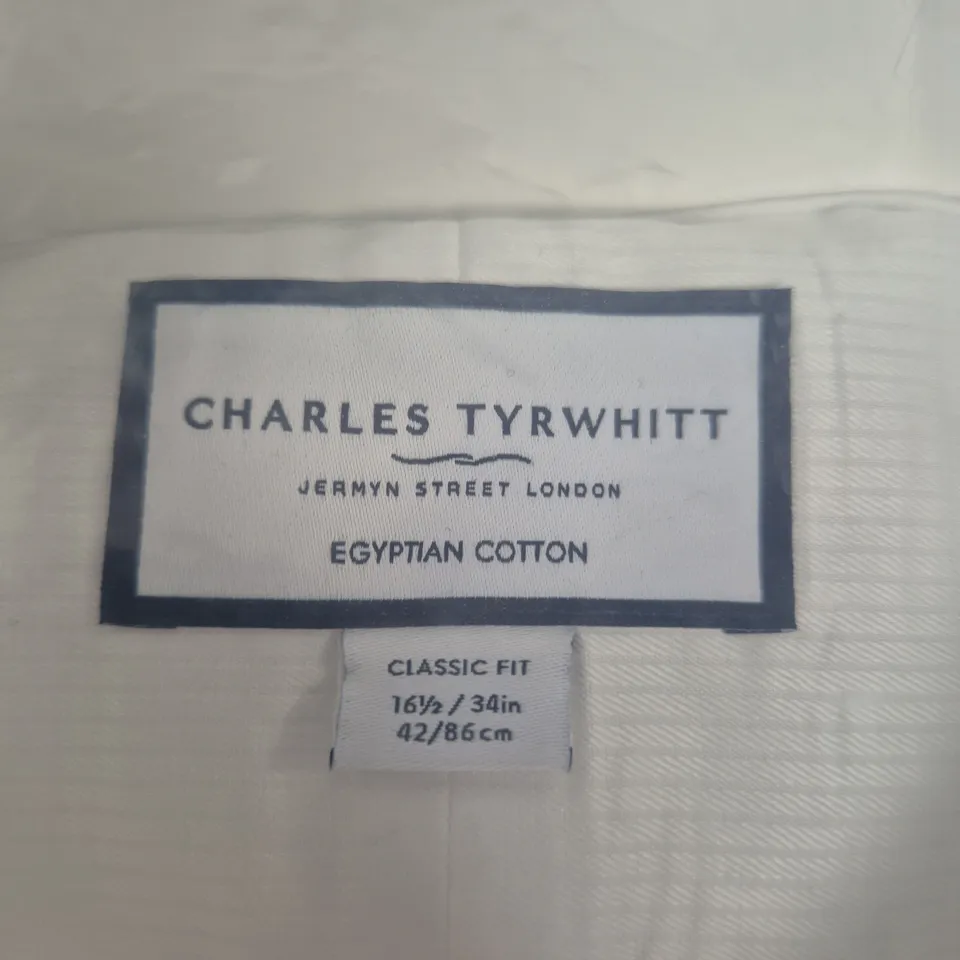 CHARLES TYRWHITT
JERMYN STREET LONDON
EGYPTIAN COTTON
CLASSIC FIT
16½ / 34in
42/86cm